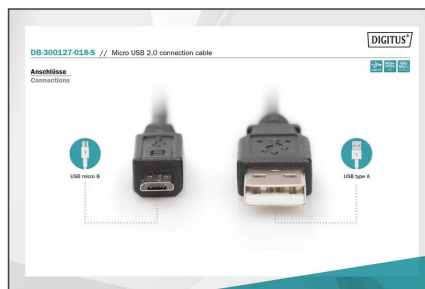 DIGITUS®
DB-300127-018-S // Micro USB 2.0 connection cable
Anschlüsse
Connections
USB micro B
USB type A